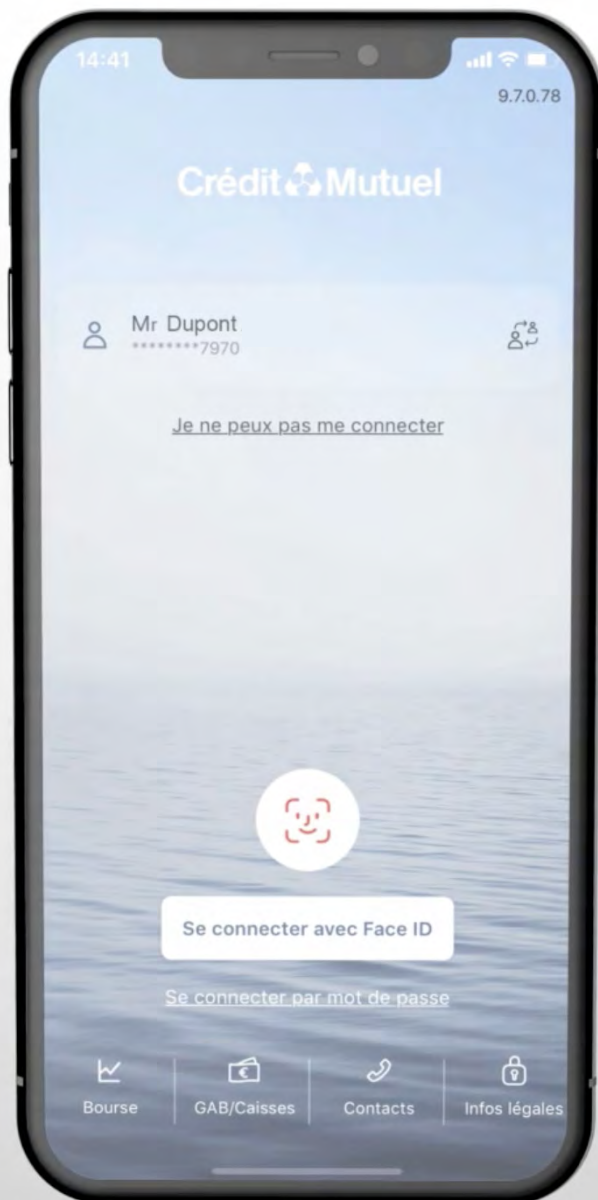 14:41
9.7.0.78
Crédit Mutuel
Mr Dupont
********7970
Je ne peux pas me connecter
Se connecter avec Face ID
Se connecter par mot de passe
Bourse
GAB/Caisses
Contacts
Infos légales